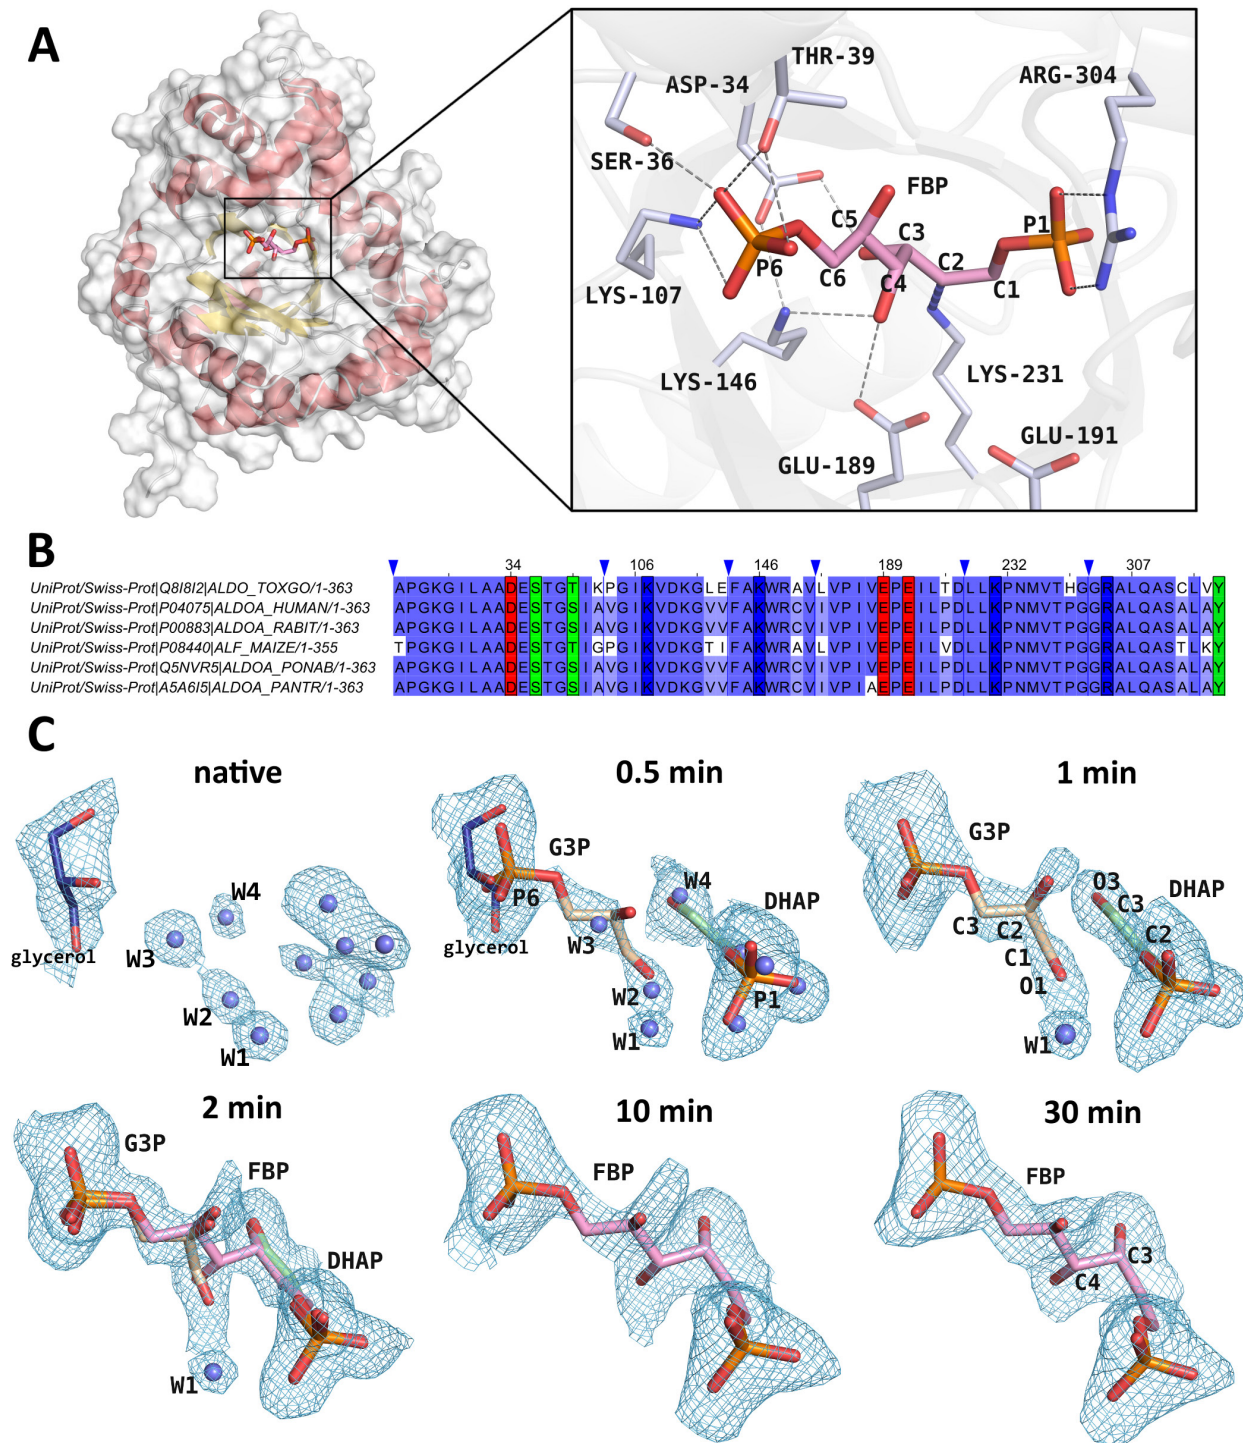 A
THR-39
ASP-34
ARG-304
SER-36
FBP
C5
P1
C3
P6
C6
C2
C4
C1
LYS-107
LYS-146
LYS-231
GLU-191
GLU-189
B
34 106 146 189 232 307
UniProt/Swiss-Prot|Q8I8I2|ALDO_TOXGO/1-363 APGKGILAADESTGTIKPGIKVDKGLEFAKWRAVLVPIVEPEILTDLLKPNMVTHGGRALQASCLVY
UniProt/Swiss-Prot|P04075|ALDOA_HUMAN/1-363 APGKGILAADESTGSIAVGIKVDKGVVFAKWRCVIVPIVEPEILPDLLKPNMVTPGGRALQASALAY
UniProt/Swiss-Prot|P00883|ALDOA_RABIT/1-363 APGKGILAADESTGSIAVGIKVDKGVVFAKWRCVIVPIVEPEILPDLLKPNMVTPGGRALQASALAY
UniProt/Swiss-Prot|P08440|ALF_MAIZE/1-355 TPGKGILAADESTGTIGPGIKVDKGTIFAKWRAVLVPIVEPEILVDLLKPNMVTPGGRALQASTLKY
UniProt/Swiss-Prot|Q5NVR5|ALDOA_PONAB/1-363 APGKGILAADESTGSIAVGIKVDKGVVFAKWRCVIVPIVEPEILPDLLKPNMVTPGGRALQASALAY
UniProt/Swiss-Prot|A5A6I5|ALDOA_PANTR/1-363 APGKGILAADESTGSIAVGIKVDKGVVFAKWRCVIVPIAEPEILPDLLKPNMVTPGGRALQASALAY
C
native
W4
W3
glycerol
W2
W1
0.5 min
G3P
W4
DHAP
P6
W3
glycerol
W2
P1
W1
1 min
G3P
O3
DHAP
C3
C3
C2
C2
C1
O1
W1
2 min
G3P
FBP
DHAP
W1
10 min
FBP
30 min
FBP
C3
C4